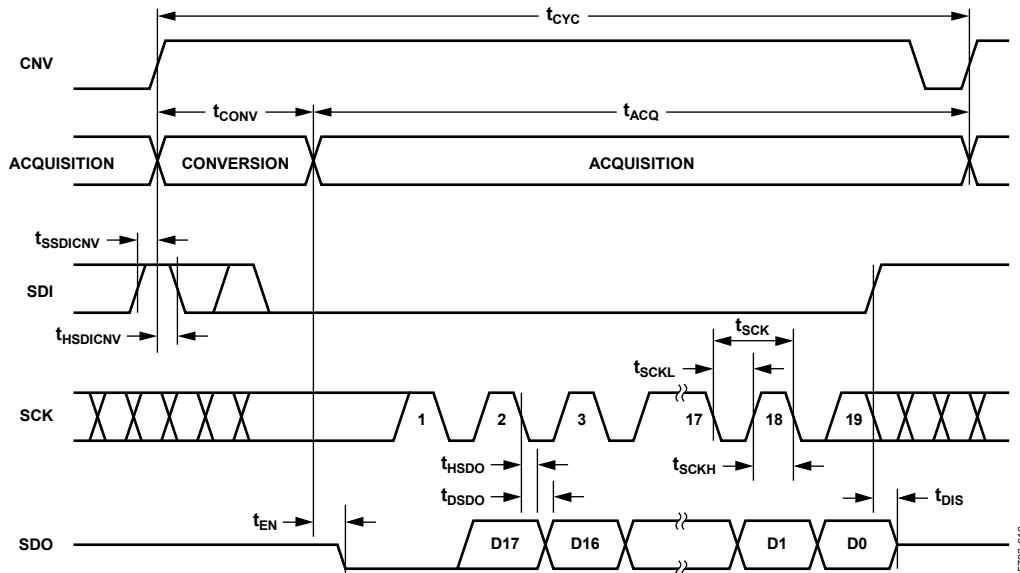 tCYC
CNV
tCONV
tACQ
ACQUISITION
CONVERSION
ACQUISITION
tSSDICNV
SDI
tHSDICNV
tSCK
tSCKL
SCK
1
2
3
17
18
19
tHSDO
tSCKH
tDSDO
tDIS
tEN
SDO
D17
D16
D1
D0